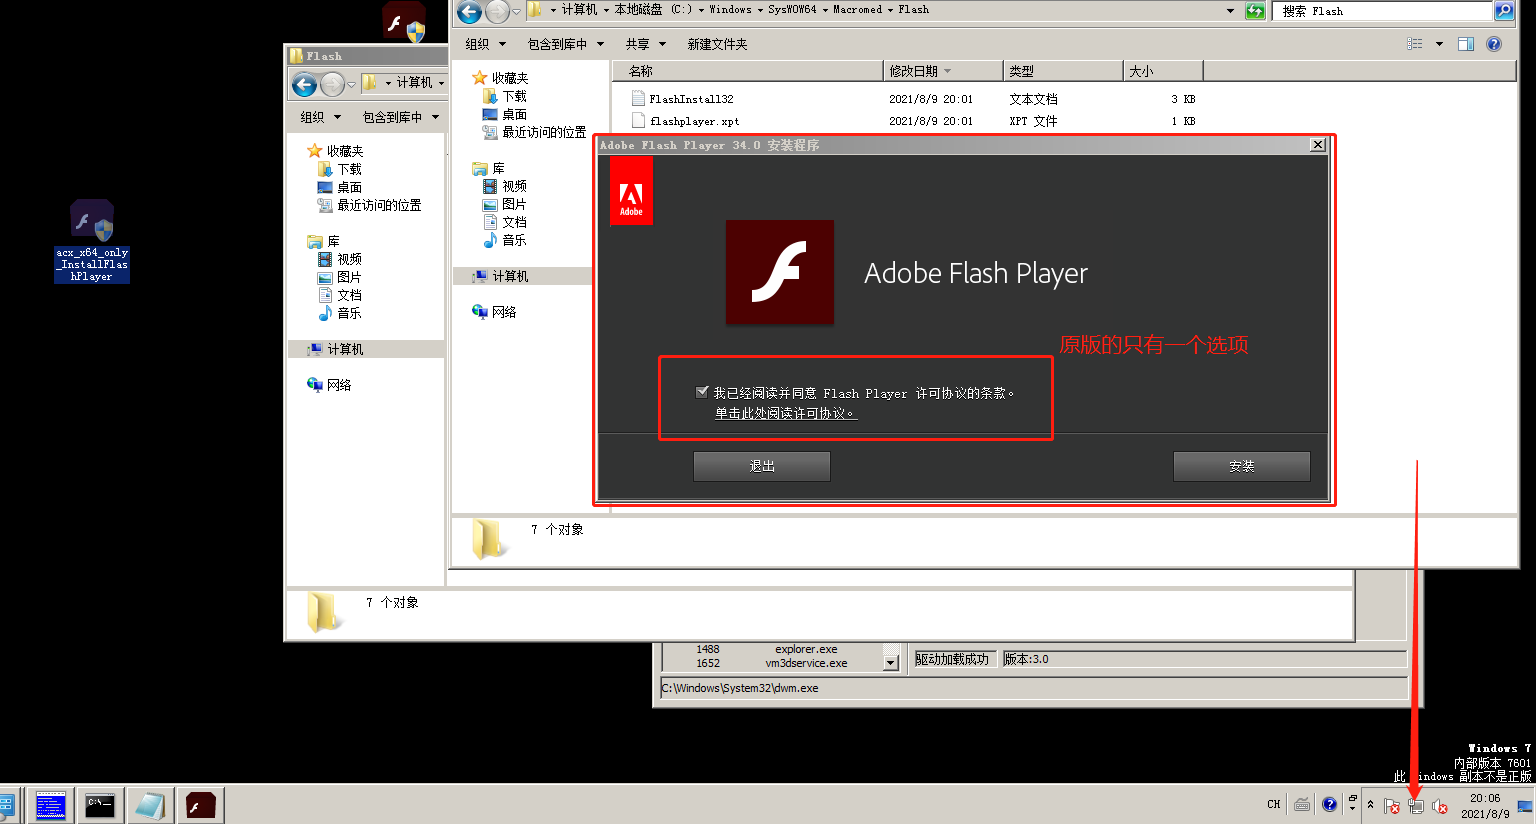 计算机 本地磁盘 (C:) Windows SysWOW64 Macromed Flash
搜索 Flash
组织 包含到库中 共享 新建文件夹
Flash
计算机
组织 包含到库中
收藏夹
下载
桌面
最近访问的位置
库
视频
图片
文档
音乐
计算机
网络
7 个对象
acx_x64_only
_InstallFlas
hPlayer
收藏夹
下载
桌面
最近访问的位置
库
视频
图片
文档
音乐
计算机
网络
名称 修改日期 类型 大小
FlashInstall32 2021/8/9 20:01 文本文档 3 KB
flashplayer.xpt 2021/8/9 20:01 XPT 文件 1 KB
Adobe Flash Player 34.0 安装程序
Adobe
Adobe Flash Player
原版的只有一个选项
我已经阅读并同意 Flash Player 许可协议的条款。
单击此处阅读许可协议。
退出 安装
7 个对象
1488 explorer.exe
1652 vm3dservice.exe
驱动加载成功 版本:3.0
C:\Windows\System32\dwm.exe
Windows 7
内部版本 7601
此 Windows 副本不是正版
C:\_
CH
20:06
2021/8/9